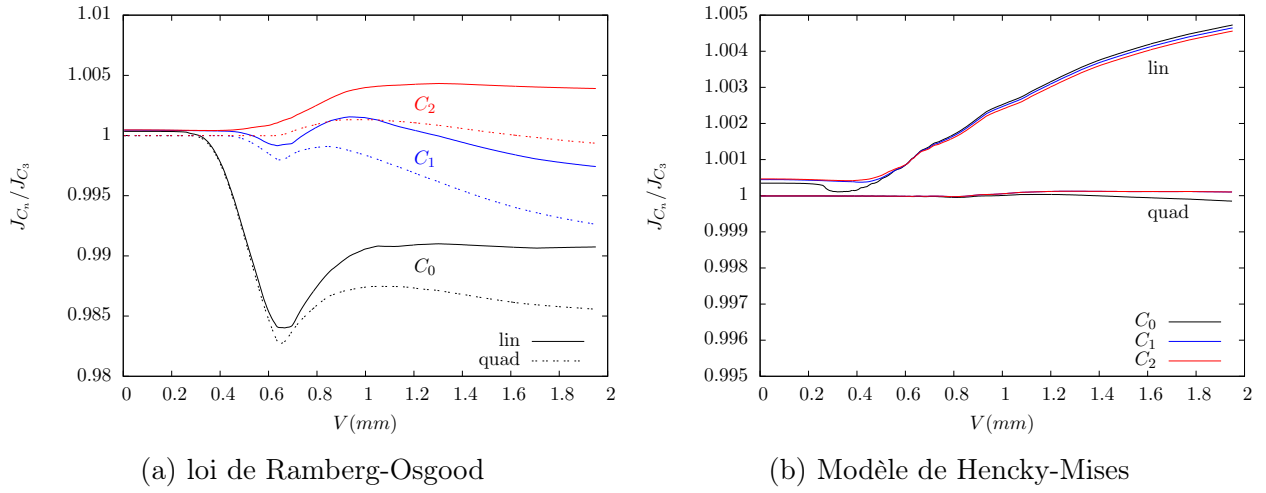 1.01
1.005
1
0.995
0.99
0.985
0.98
J_{C_n}/J_{C_3}
C_2
C_1
C_0
lin
quad
0 0.2 0.4 0.6 0.8 1 1.2 1.4 1.6 1.8 2
V(mm)
(a) loi de Ramberg-Osgood
1.005
1.004
1.003
1.002
1.001
1
0.999
0.998
0.997
0.996
0.995
J_{C_n}/J_{C_3}
lin
quad
C_0
C_1
C_2
0 0.2 0.4 0.6 0.8 1 1.2 1.4 1.6 1.8 2
V(mm)
(b) Modèle de Hencky-Mises